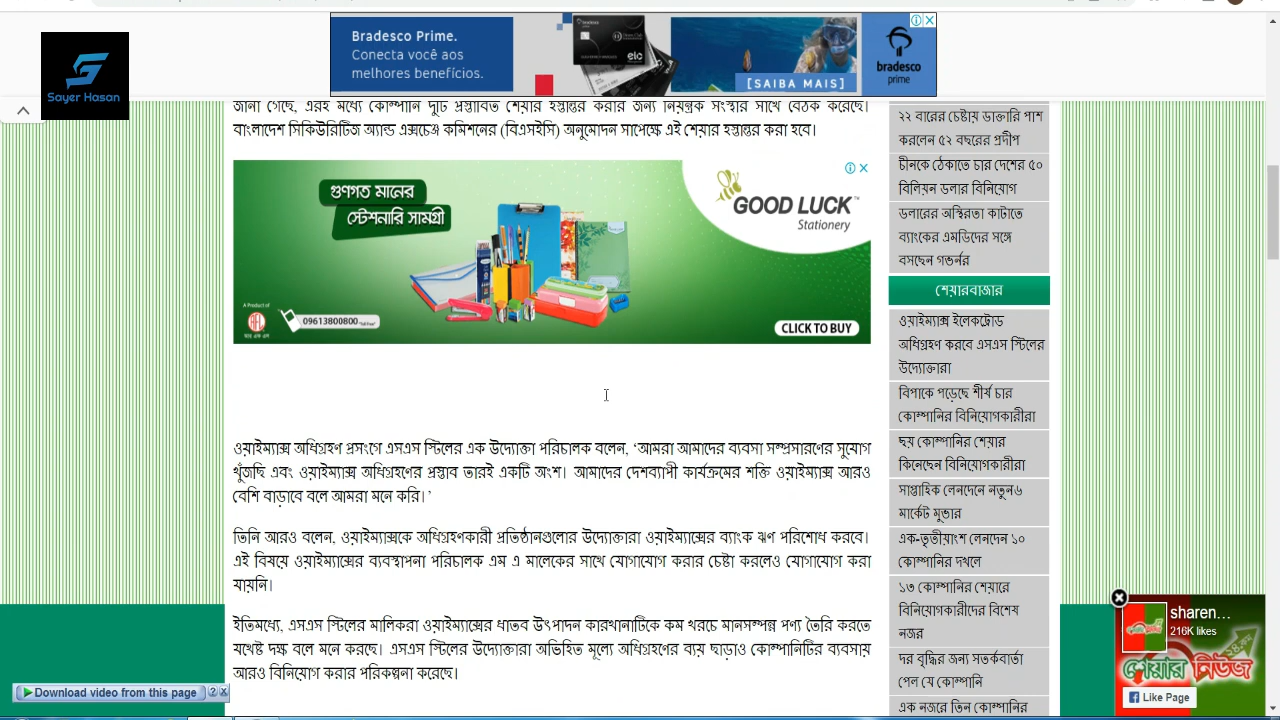 Bradesco Prime.
Conecta você aos
melhores benefícios.
elo
[SAIBA MAIS]
bradesco
prime
Sayer Hasan
জানা গেছে, এরই মধ্যে কোম্পানি দুটি প্রস্তাবিত শেয়ার হস্তান্তর করার জন্য নিয়ন্ত্রক সংস্থার সাথে বৈঠক করেছে।
বাংলাদেশ সিকিউরিটিজ অ্যান্ড এক্সচেঞ্জ কমিশনের (বিএসইসি) অনুমোদন সাপেক্ষে এই শেয়ার হস্তান্তর করা হবে।
গুণগত মানের
স্টেশনারি সামগ্রী
GOOD LUCK™
Stationery
A Product of
RFL
আর এফ এল
09613800800
CLICK TO BUY
ওয়াইম্যাক্স অধিগ্রহণ প্রসংগে এসএস স্টিলের এক উদ্যোক্তা পরিচালক বলেন, ‘আমরা আমাদের ব্যবসা সম্প্রসারণের সুযোগ
খুঁজছি এবং ওয়াইম্যাক্স অধিগ্রহণের প্রস্তাব তারই একটি অংশ। আমাদের দেশব্যাপী কার্যক্রমের শক্তি ওয়াইম্যাক্স আরও
বেশি বাড়াবে বলে আমরা মনে করি।’
তিনি আরও বলেন, ওয়াইম্যাক্সকে অধিগ্রহণকারী প্রতিষ্ঠানগুলোর উদ্যোক্তারা ওয়াইম্যাক্সের ব্যাংক ঋণ পরিশোধ করবে।
এই বিষয়ে ওয়াইম্যাক্সের ব্যবস্থাপনা পরিচালক এম এ মালেকের সাথে যোগাযোগ করার চেষ্টা করলেও যোগাযোগ করা
যায়নি।
ইতিমধ্যে, এসএস স্টিলের মালিকরা ওয়াইম্যাক্সের ধাতব উৎপাদন কারখানাটিকে কম খরচে মানসম্পন্ন পণ্য তৈরি করতে
যথেষ্ট দক্ষ বলে মনে করছে। এসএস স্টিলের উদ্যোক্তারা অভিহিত মূল্যে অধিগ্রহণের ব্যয় ছাড়াও কোম্পানিটির ব্যবসায়
আরও বিনিয়োগ করার পরিকল্পনা করেছে।
২২ বারের চেষ্টায় ডাক্তারি পাশ
করলেন ৫২ বছরের প্রদীপ
চীনকে ঠেকাতে চার দেশের ৫০
বিলিয়ন ডলার বিনিয়োগ
ডলারের অস্থিরতা কাটাতে
ব্যাংকের এমডিদের সঙ্গে
বসছেন গভর্নর
শেয়ারবাজার
ওয়াইম্যাক্স ইলেকট্রোড
অধিগ্রহণ করবে এসএস স্টিলের
উদ্যোক্তারা
বিপাকে পড়েছে শীর্ষ চার
কোম্পানির বিনিয়োগকারীরা
ছয় কোম্পানির শেয়ার
কিনেছেন বিনিয়োগকারীরা
সাপ্তাহিক লেনদেনে নতুন ৬
মার্কেট মুভার
এক-তৃতীয়াংশ লেনদেন ১০
কোম্পানির দখলে
১৩ কোম্পানির শেয়ারে
বিনিয়োগকারীদের বিশেষ
নজর
দর বৃদ্ধির জন্য সতর্কবার্তা
পেল যে কোম্পানি
এক নজরে তিন কোম্পানির
sharen...
216K likes
শেয়ার নিউজ
Like Page
Download video from this page